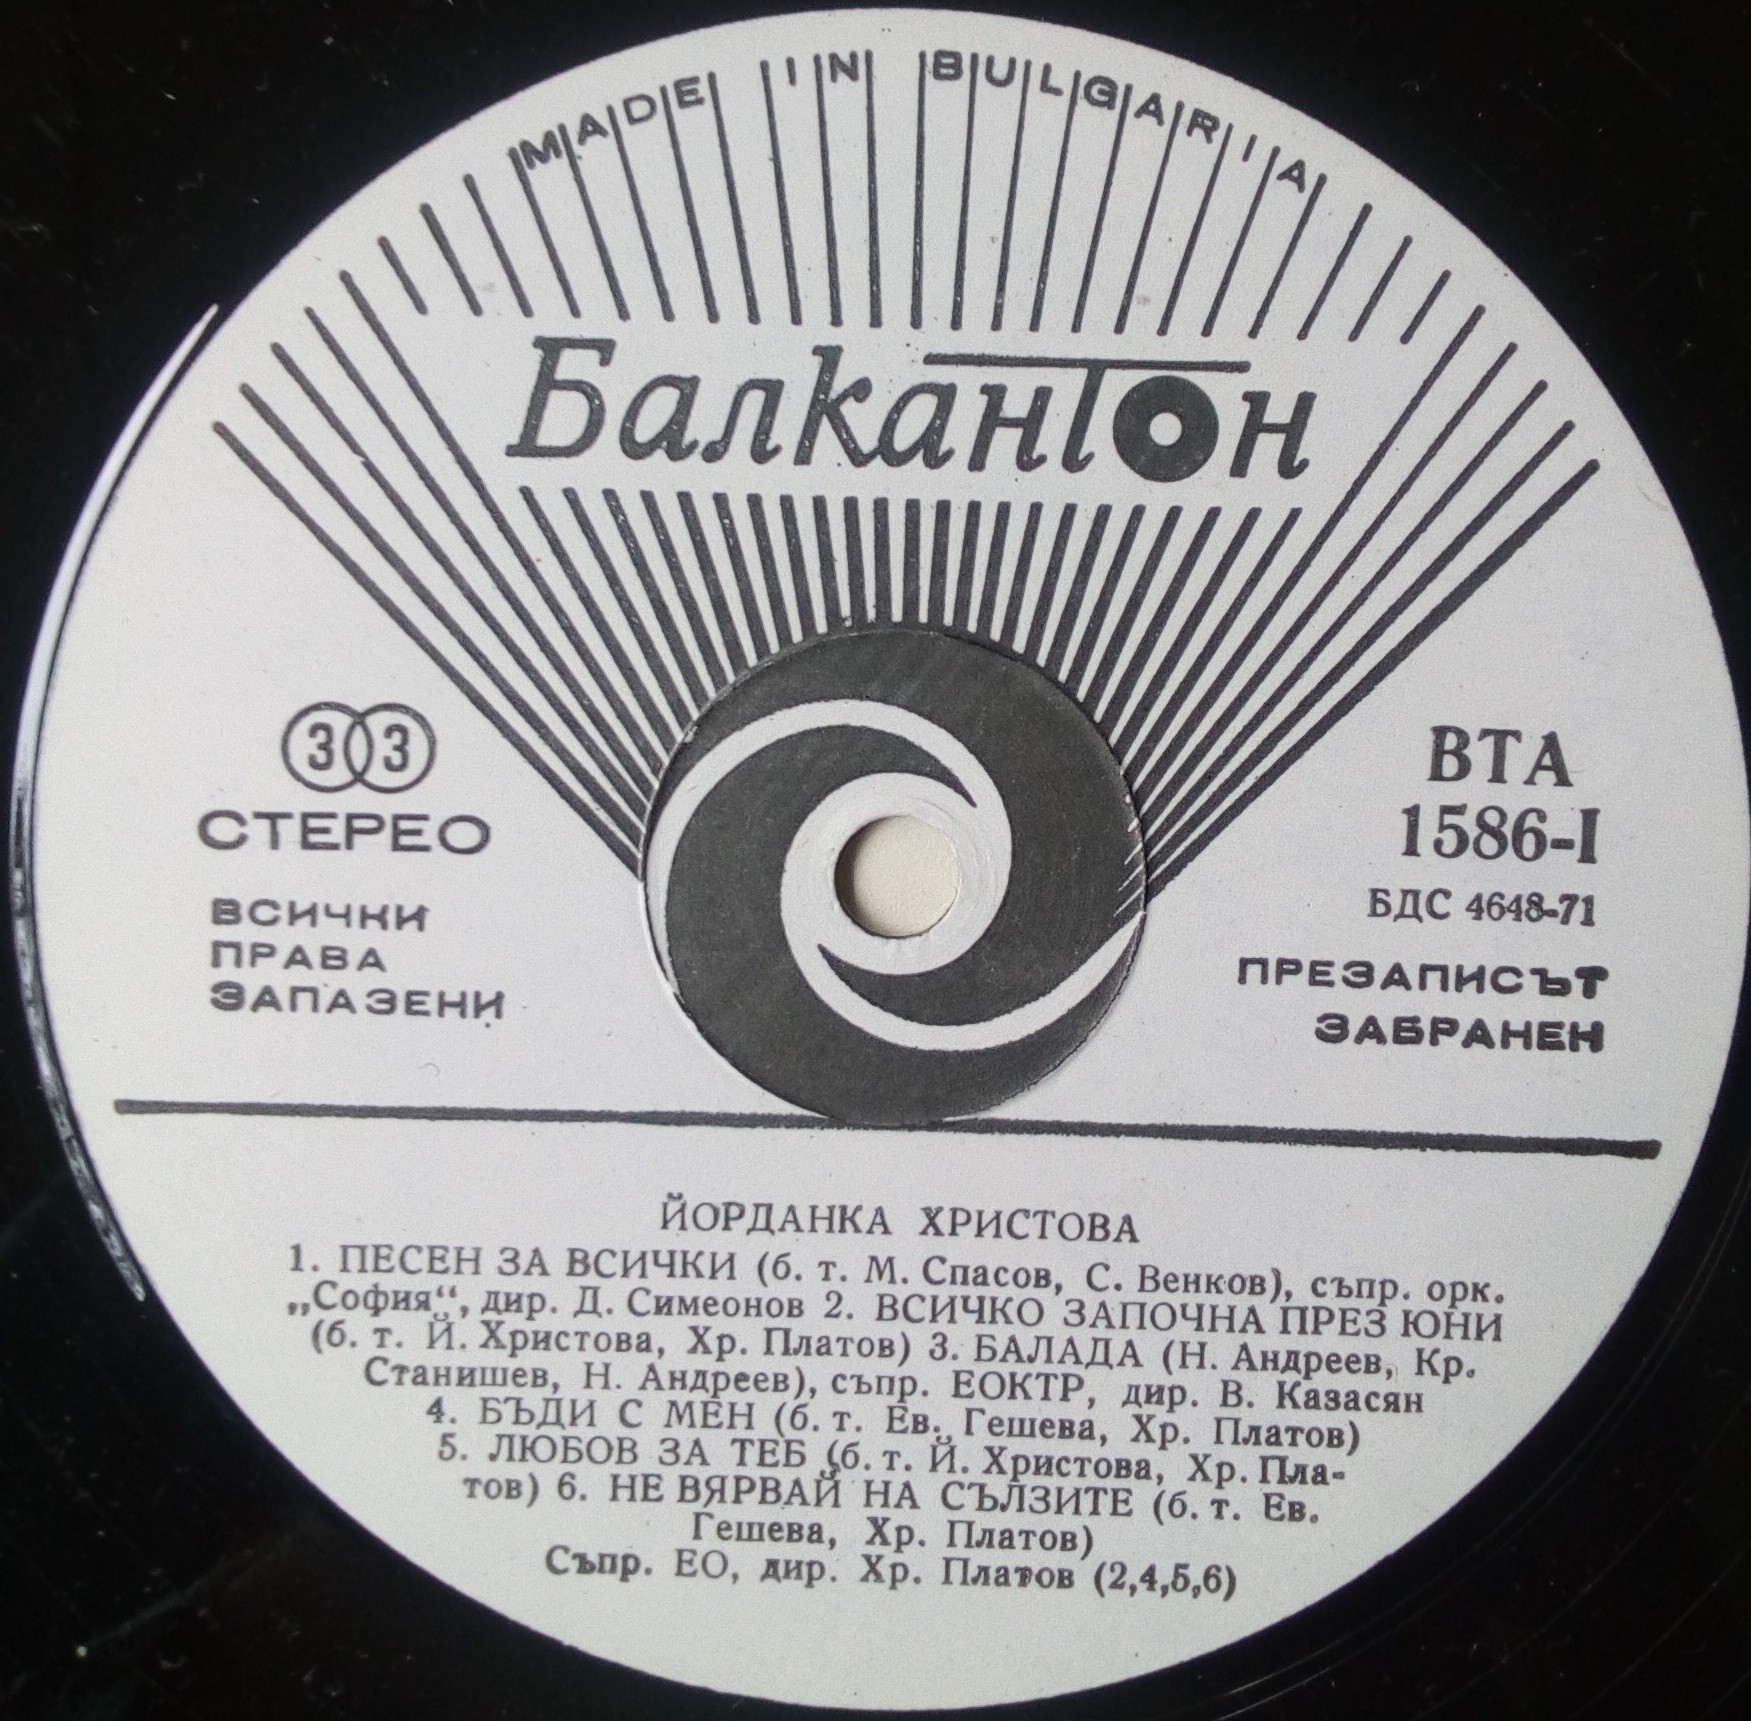 MADE IN BULGARIA
Балкантон
33
СТЕРЕО
ВСИЧКИ
ПРАВА
ЗАПАЗЕНИ
ВТА
1586-I
БДС 4648-71
ПРЕЗАПИСЪТ
ЗАБРАНЕН
ЙОРДАНКА ХРИСТОВА
1. ПЕСЕН ЗА ВСИЧКИ (б. т. М. Спасов, С. Венков), съпр. орк.
„София“, дир. Д. Симеонов 2. ВСИЧКО ЗАПОЧНА ПРЕЗ ЮНИ
(б. т. Й. Христова, Хр. Платов) 3. БАЛАДА (Н. Андреев, Кр.
Станишев, Н. Андреев), съпр. ЕОКТР, дир. В. Казасян
4. БЪДИ С МЕН (б. т. Ев. Гешева, Хр. Платов)
5. ЛЮБОВ ЗА ТЕБ (б. т. Й. Христова, Хр. Пла-
тов) 6. НЕ ВЯРВАЙ НА СЪЛЗИТЕ (б. т. Ев.
Гешева, Хр. Платов)
Съпр. ЕО, дир. Хр. Платов (2,4,5,6)